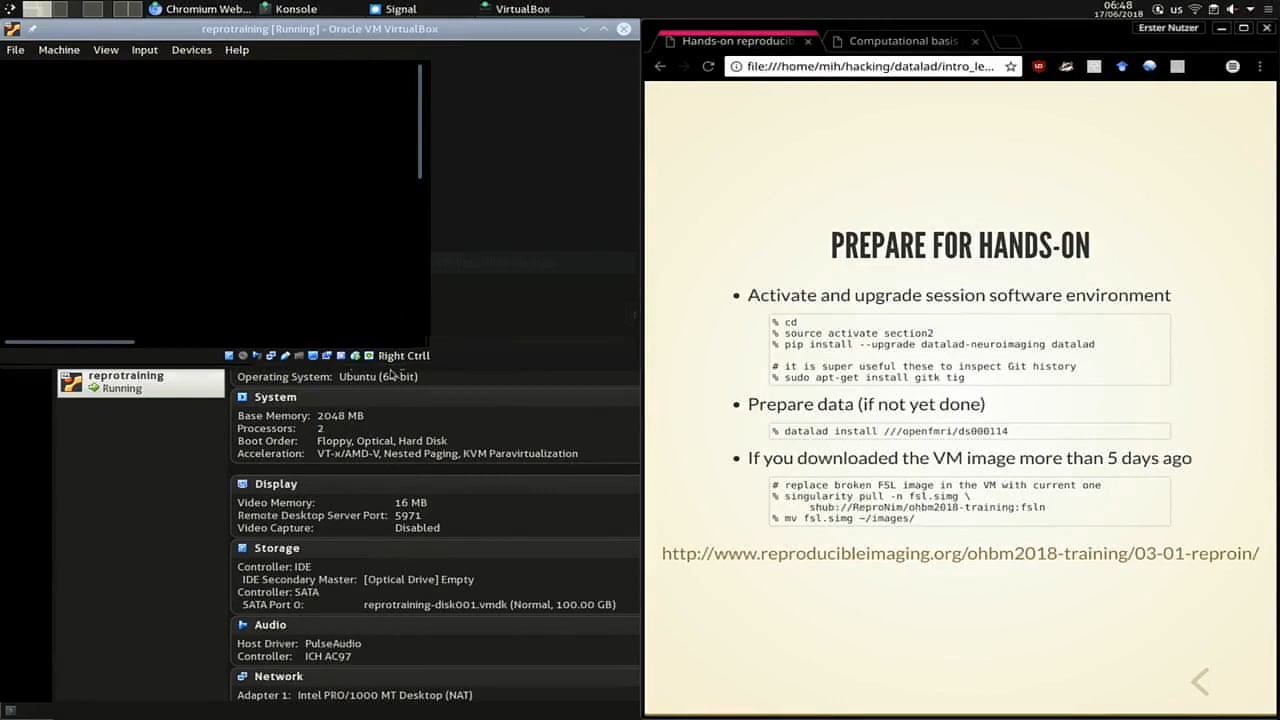 Chromium Web...
Konsole
Signal
VirtualBox
us
06:48
17/06/2018
reprotraining [Running] - Oracle VM VirtualBox
File Machine View Input Devices Help
Right Ctrll
reprotraining
Running
Operating System: Ubuntu (64-bit)
System
Base Memory: 2048 MB
Processors: 2
Boot Order: Floppy, Optical, Hard Disk
Acceleration: VT-x/AMD-V, Nested Paging, KVM Paravirtualization
Display
Video Memory: 16 MB
Remote Desktop Server Port: 5971
Video Capture: Disabled
Storage
Controller: IDE
IDE Secondary Master: [Optical Drive] Empty
Controller: SATA
SATA Port 0: reprotraining-disk001.vmdk (Normal, 100.00 GB)
Audio
Host Driver: PulseAudio
Controller: ICH AC97
Network
Adapter 1: Intel PRO/1000 MT Desktop (NAT)
Erster Nutzer
Hands-on reproducib
Computational basis
file:///home/mih/hacking/datalad/intro_le...
PREPARE FOR HANDS-ON
• Activate and upgrade session software environment
% cd
% source activate section2
% pip install --upgrade datalad-neuroimaging datalad
# it is super useful these to inspect Git history
% sudo apt-get install gitk tig
• Prepare data (if not yet done)
% datalad install ///openfmri/ds000114
• If you downloaded the VM image more than 5 days ago
# replace broken FSL image in the VM with current one
% singularity pull -n fsl.simg \
shub://ReproNim/ohbm2018-training:fsln
% mv fsl.simg ~/images/
http://www.reproducibleimaging.org/ohbm2018-training/03-01-reproin/